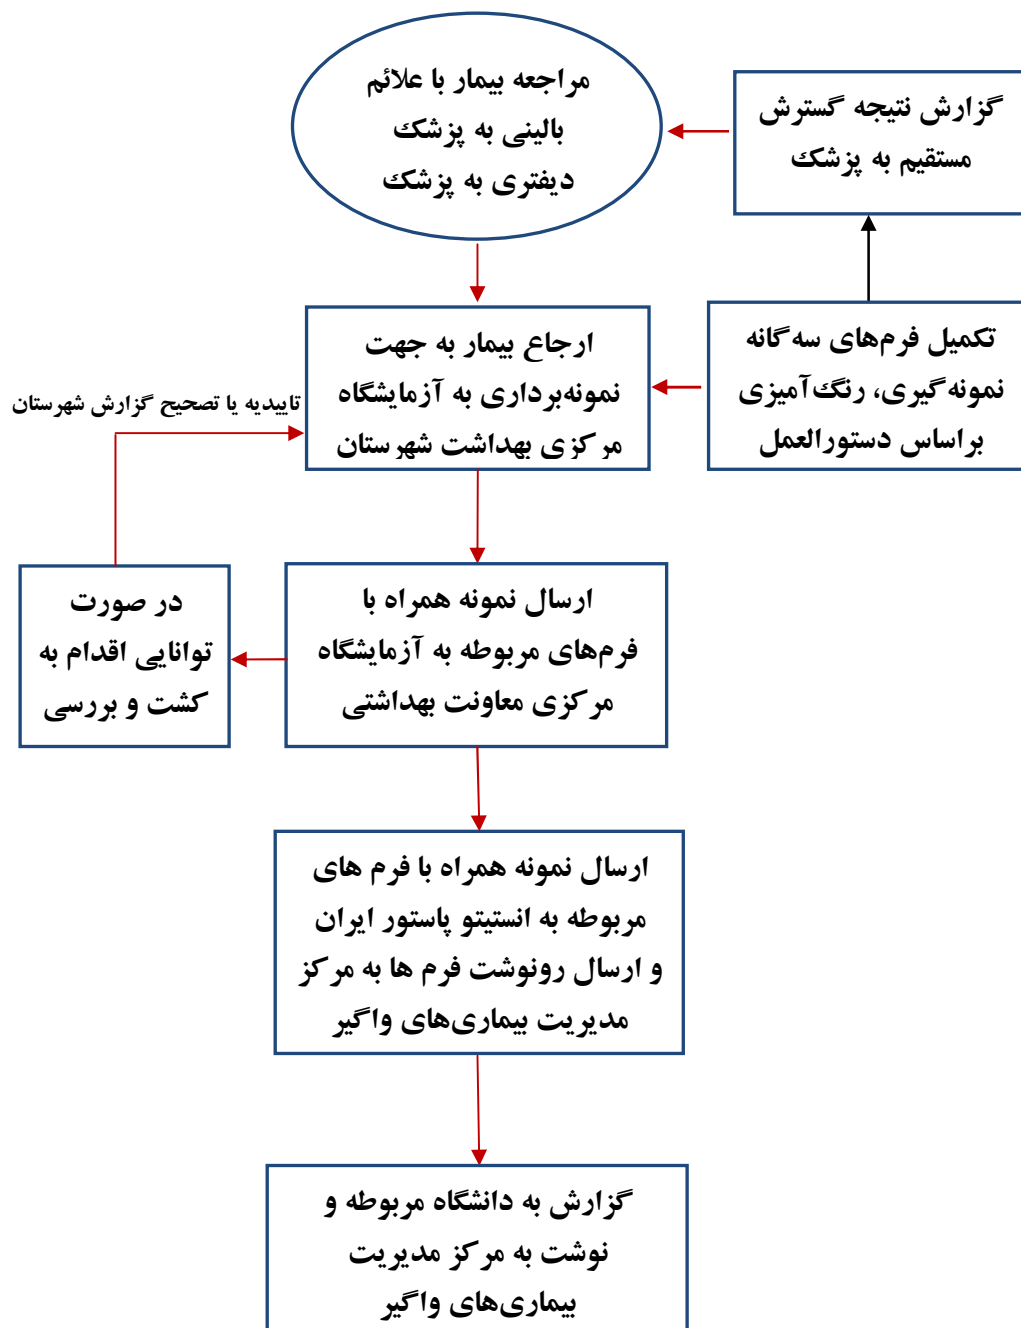 مراجعه بیمار با علائم
بالینی به پزشک
دیفتری به پزشک
گزارش نتیجه گسترش
مستقیم به پزشک
ارجاع بیمار به جهت
نمونه‌برداری به آزمایشگاه
مرکزی بهداشت شهرستان
تکمیل فرم‌های سه گانه
نمونه گیری، رنگ آمیزی
براساس دستورالعمل
تاییدیه یا تصحیح گزارش شهرستان
ارسال نمونه همراه با
فرم‌های مربوطه به آزمایشگاه
مرکزی معاونت بهداشتی
در صورت
توانایی اقدام به
کشت و بررسی
ارسال نمونه همراه با فرم های
مربوطه به انستیتو پاستور ایران
و ارسال رونوشت فرم ها به مرکز
مدیریت بیماری‌های واگیر
گزارش به دانشگاه مربوطه و
نوشت به مرکز مدیریت
بیماری‌های واگیر